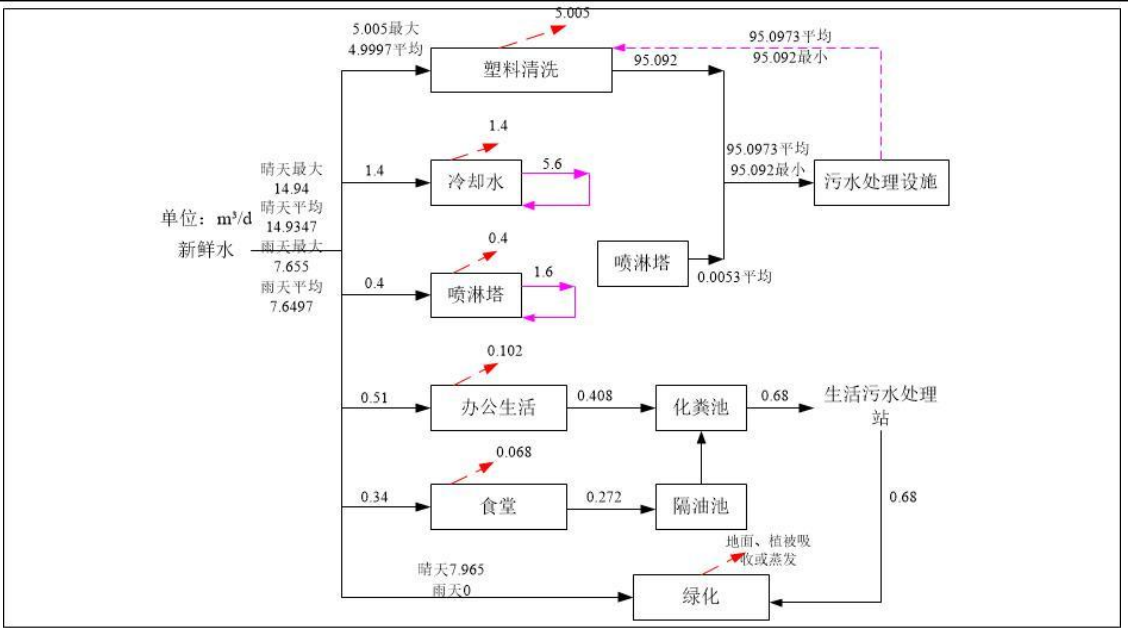 5.005
5.005最大
4.9997平均
塑料清洗
95.092
95.0973平均
95.092最小
1.4
1.4
冷却水
5.6
95.0973平均
95.092最小
污水处理设施
晴天最大
14.94
晴天平均
14.9347
雨天最大
7.655
雨天平均
7.6497
单位：m³/d
新鲜水
0.4
0.4
喷淋塔
1.6
喷淋塔
0.0053平均
0.102
0.51
办公生活
0.408
化粪池
0.68
生活污水处理
站
0.068
0.34
食堂
0.272
隔油池
0.68
地面、植被吸
收或蒸发
晴天7.965
雨天0
绿化